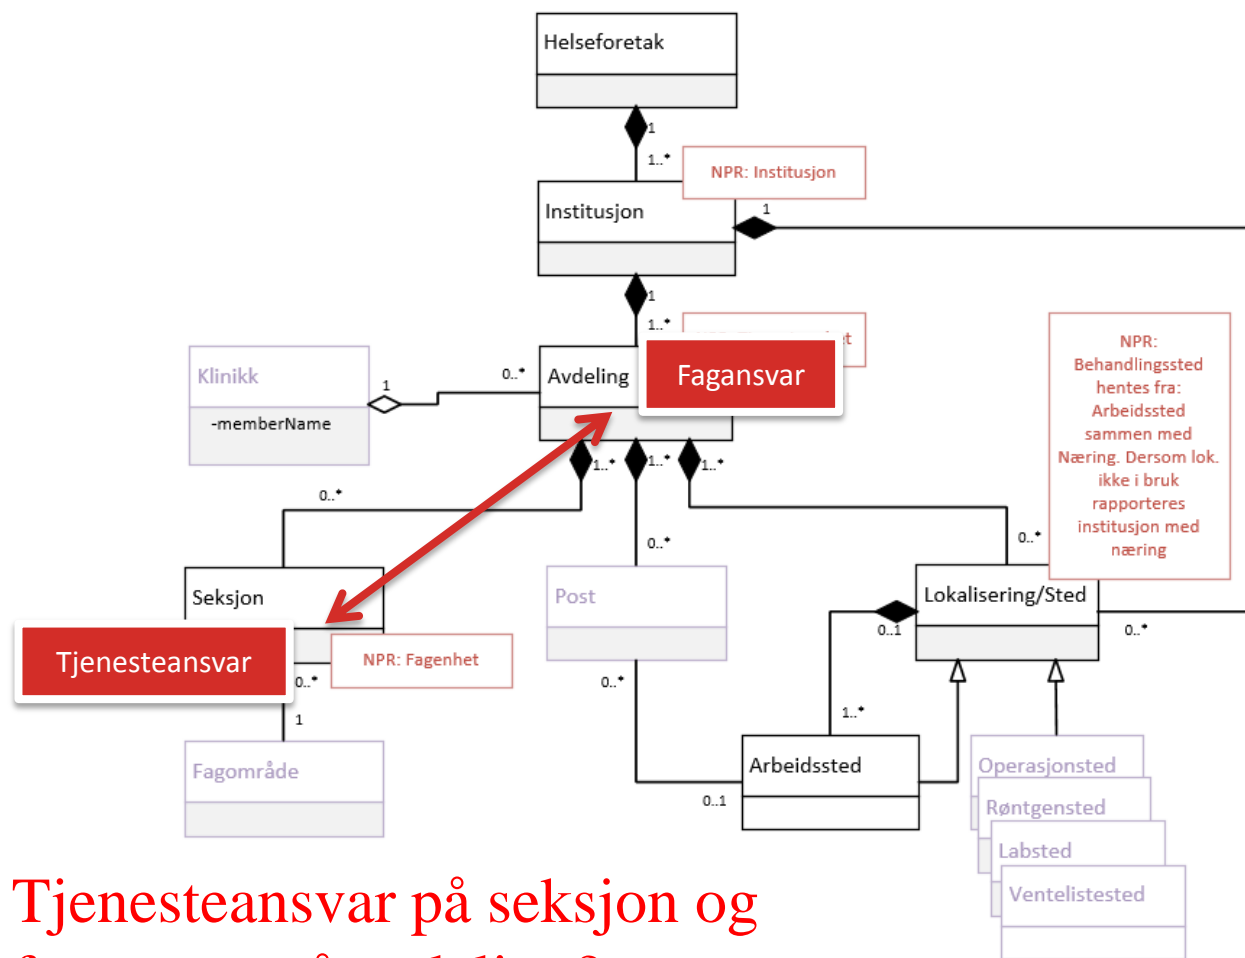 Helseforetak
1
1..*
NPR: Institusjon
Institusjon
1
1
1..*
Klinikk
-memberName
1
0..*
Avdeling
Fagansvar
NPR:
Behandlingssted
hentes fra:
Arbeidssted
sammen med
Næring. Dersom lok.
ikke i bruk
rapporteres
institusjon med
næring
1..*
1..*
1..*
0..*
0..*
0..*
Seksjon
Post
Lokalisering/Sted
Tjenesteansvar
NPR: Fagenhet
0..1
0..*
0..*
0..*
1
1..*
Fagområde
Arbeidssted
0..1
Operasjonsted
Røntgensted
Labsted
Ventelistested
Tjenesteansvar på seksjon og